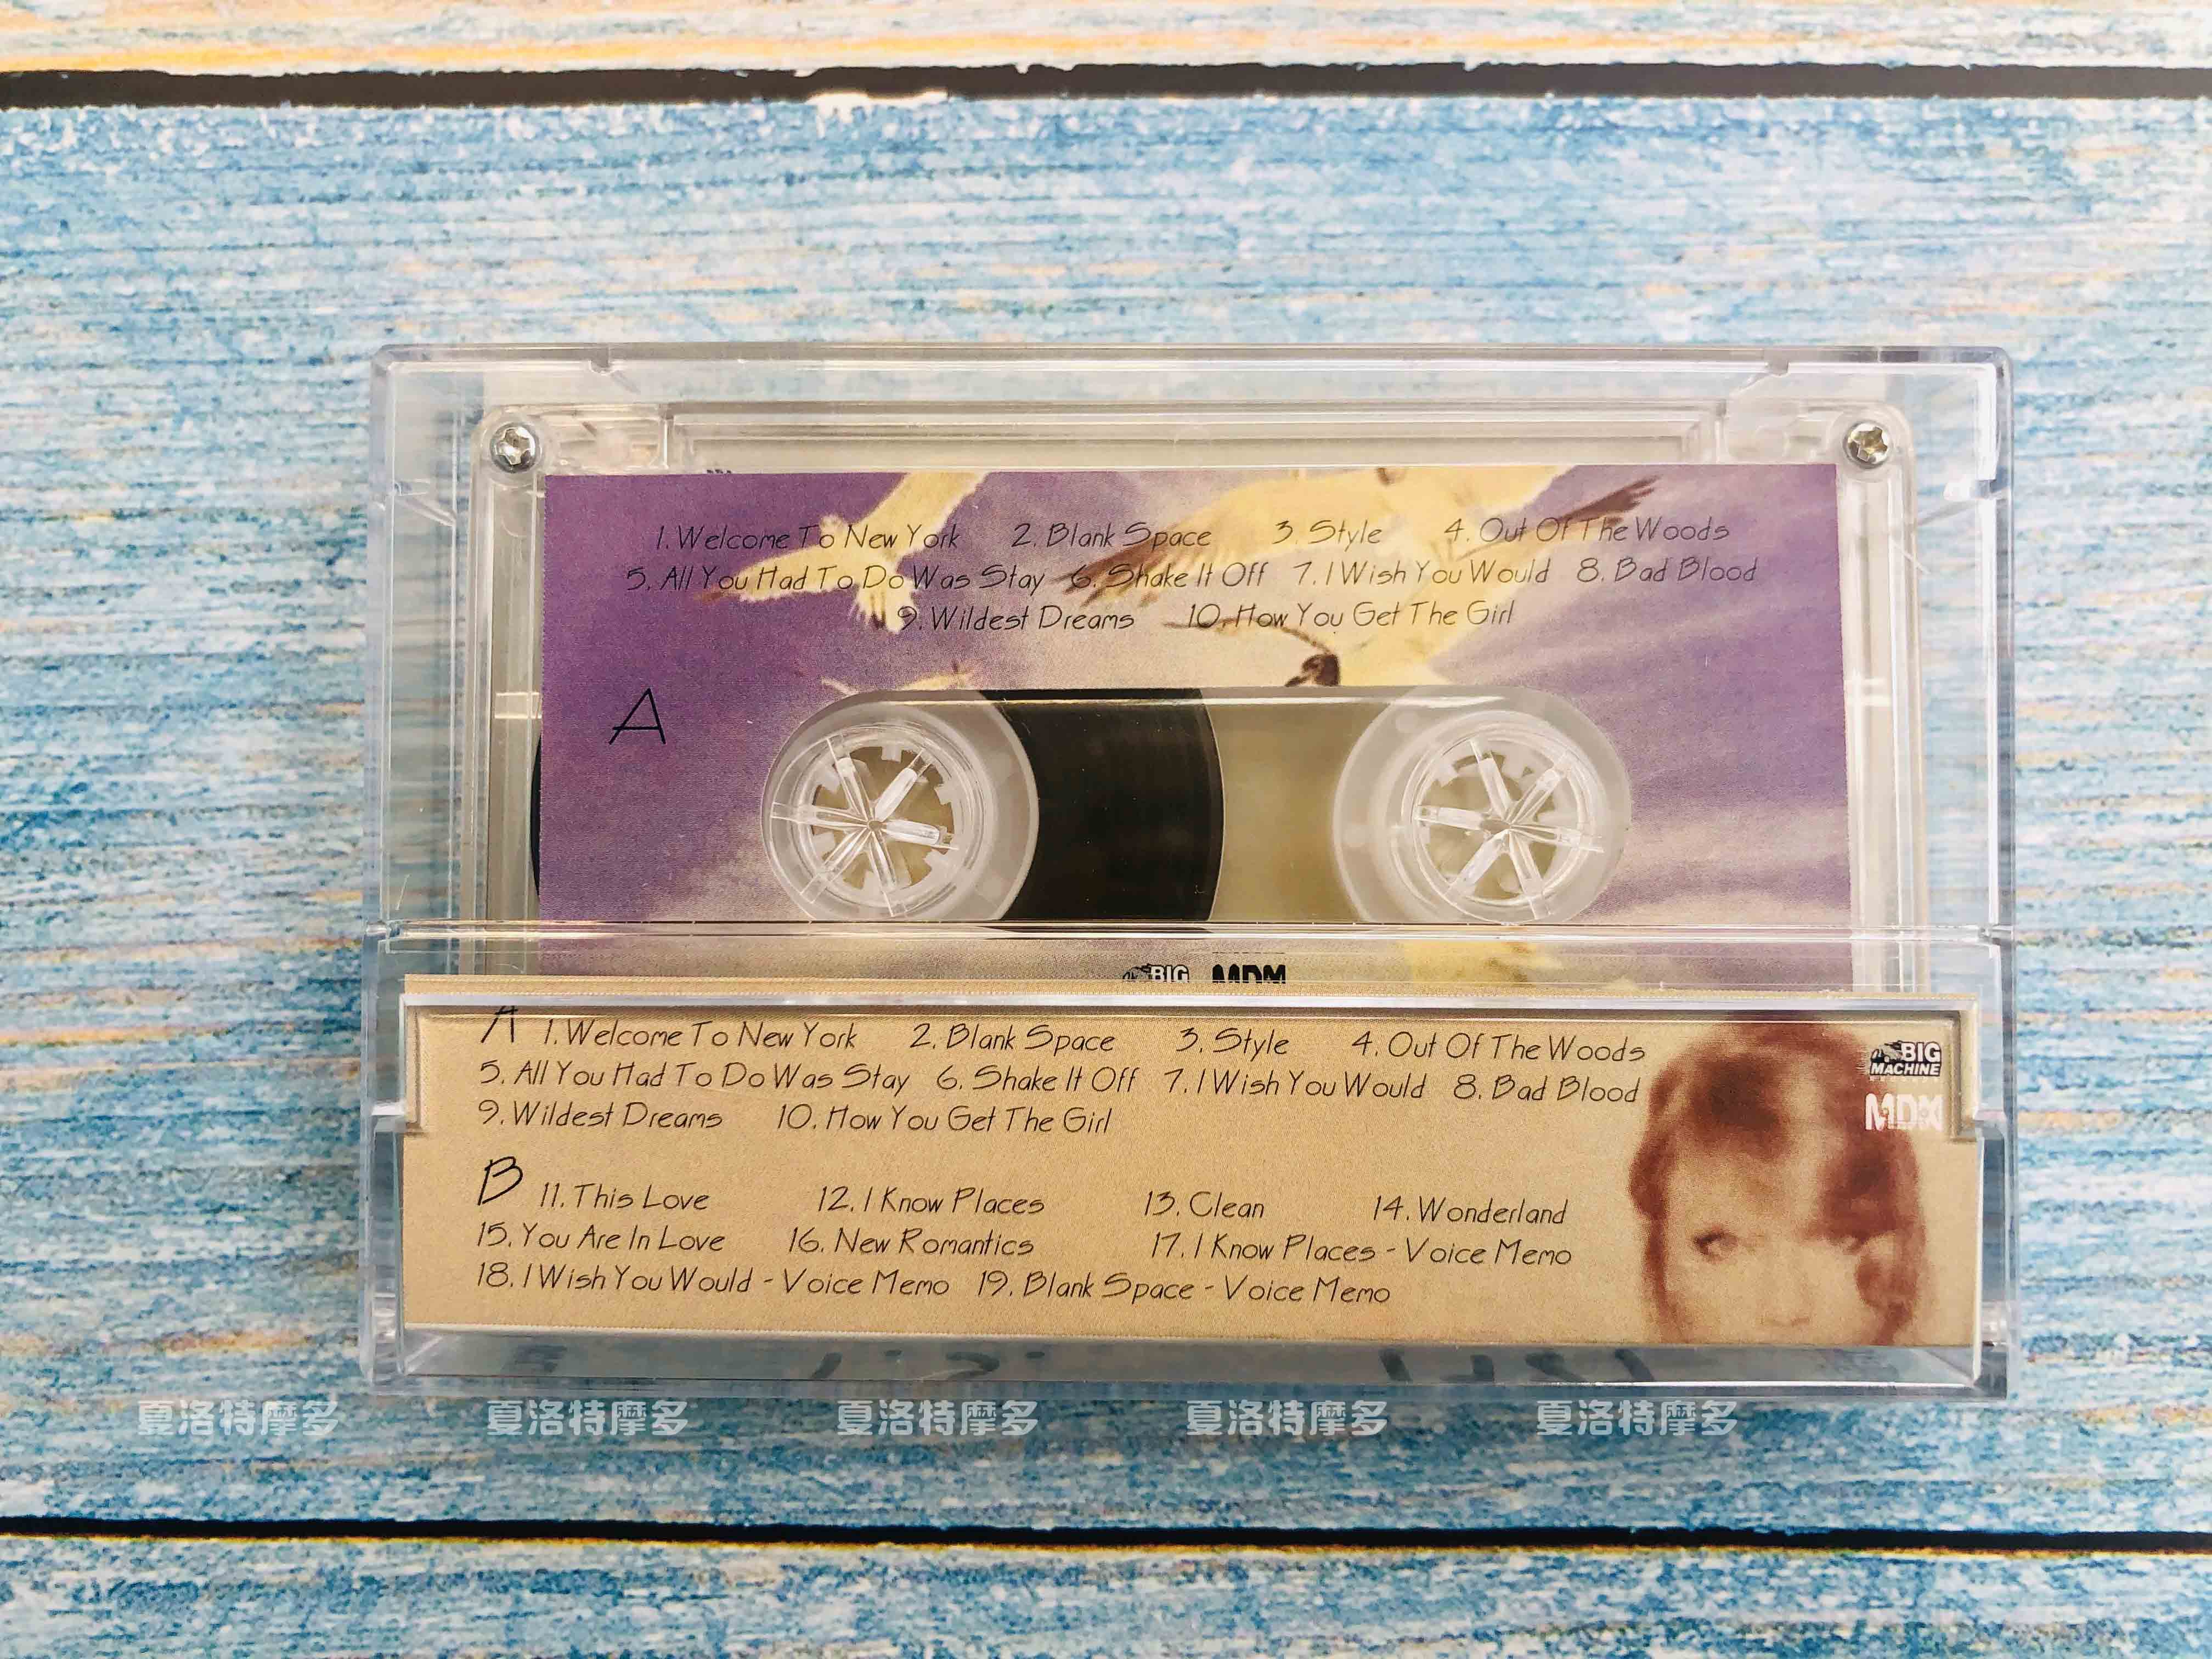 1. Welcome To New York 2. Blank Space 3. Style 4. Out Of The Woods
5. All You Had To Do Was Stay 6. Shake It Off 7. I Wish You Would 8. Bad Blood
9. Wildest Dreams 10. How You Get The Girl
A
BIG MDM
A 1. Welcome To New York 2. Blank Space 3. Style 4. Out Of The Woods
5. All You Had To Do Was Stay 6. Shake It Off 7. I Wish You Would 8. Bad Blood
9. Wildest Dreams 10. How You Get The Girl
BIG
MACHINE
MDX
B 11. This Love 12. I Know Places 13. Clean 14. Wonderland
15. You Are In Love 16. New Romantics 17. I Know Places - Voice Memo
18. I Wish You Would - Voice Memo 19. Blank Space - Voice Memo
夏洛特摩多 夏洛特摩多 夏洛特摩多 夏洛特摩多 夏洛特摩多